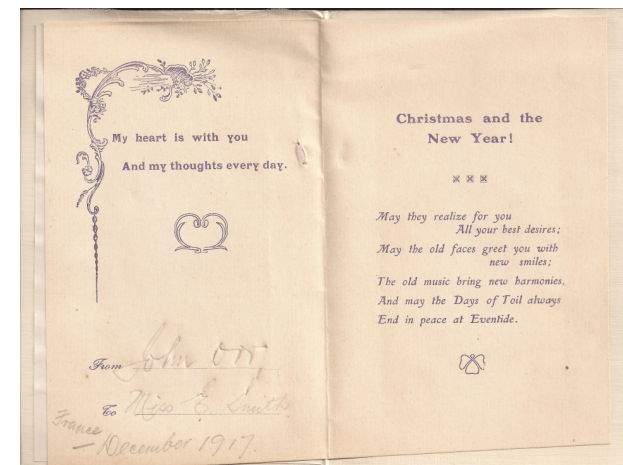 My heart is with you
And my thoughts every day.
From John Orr,
To Miss E. Smith
France
— December 1917.
Christmas and the
New Year!
May they realize for you
All your best desires;
May the old faces greet you with
new smiles;
The old music bring new harmonies,
And may the Days of Toil always
End in peace at Eventide.